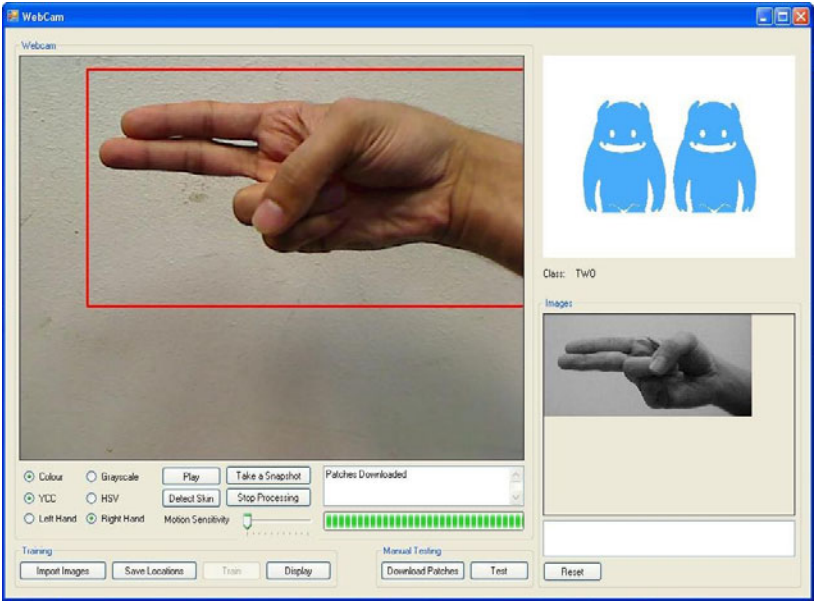 WebCam
Webcam
Class: TWO
Images
Colour Grayscale Play Take a Snapshot Patches Downloaded
YCC HSV Detect Skin Stop Processing
Left Hand Right Hand Motion Sensitivity
Training
Import Images Save Locations Train Display
Manual Testing
Download Patches Test
Reset